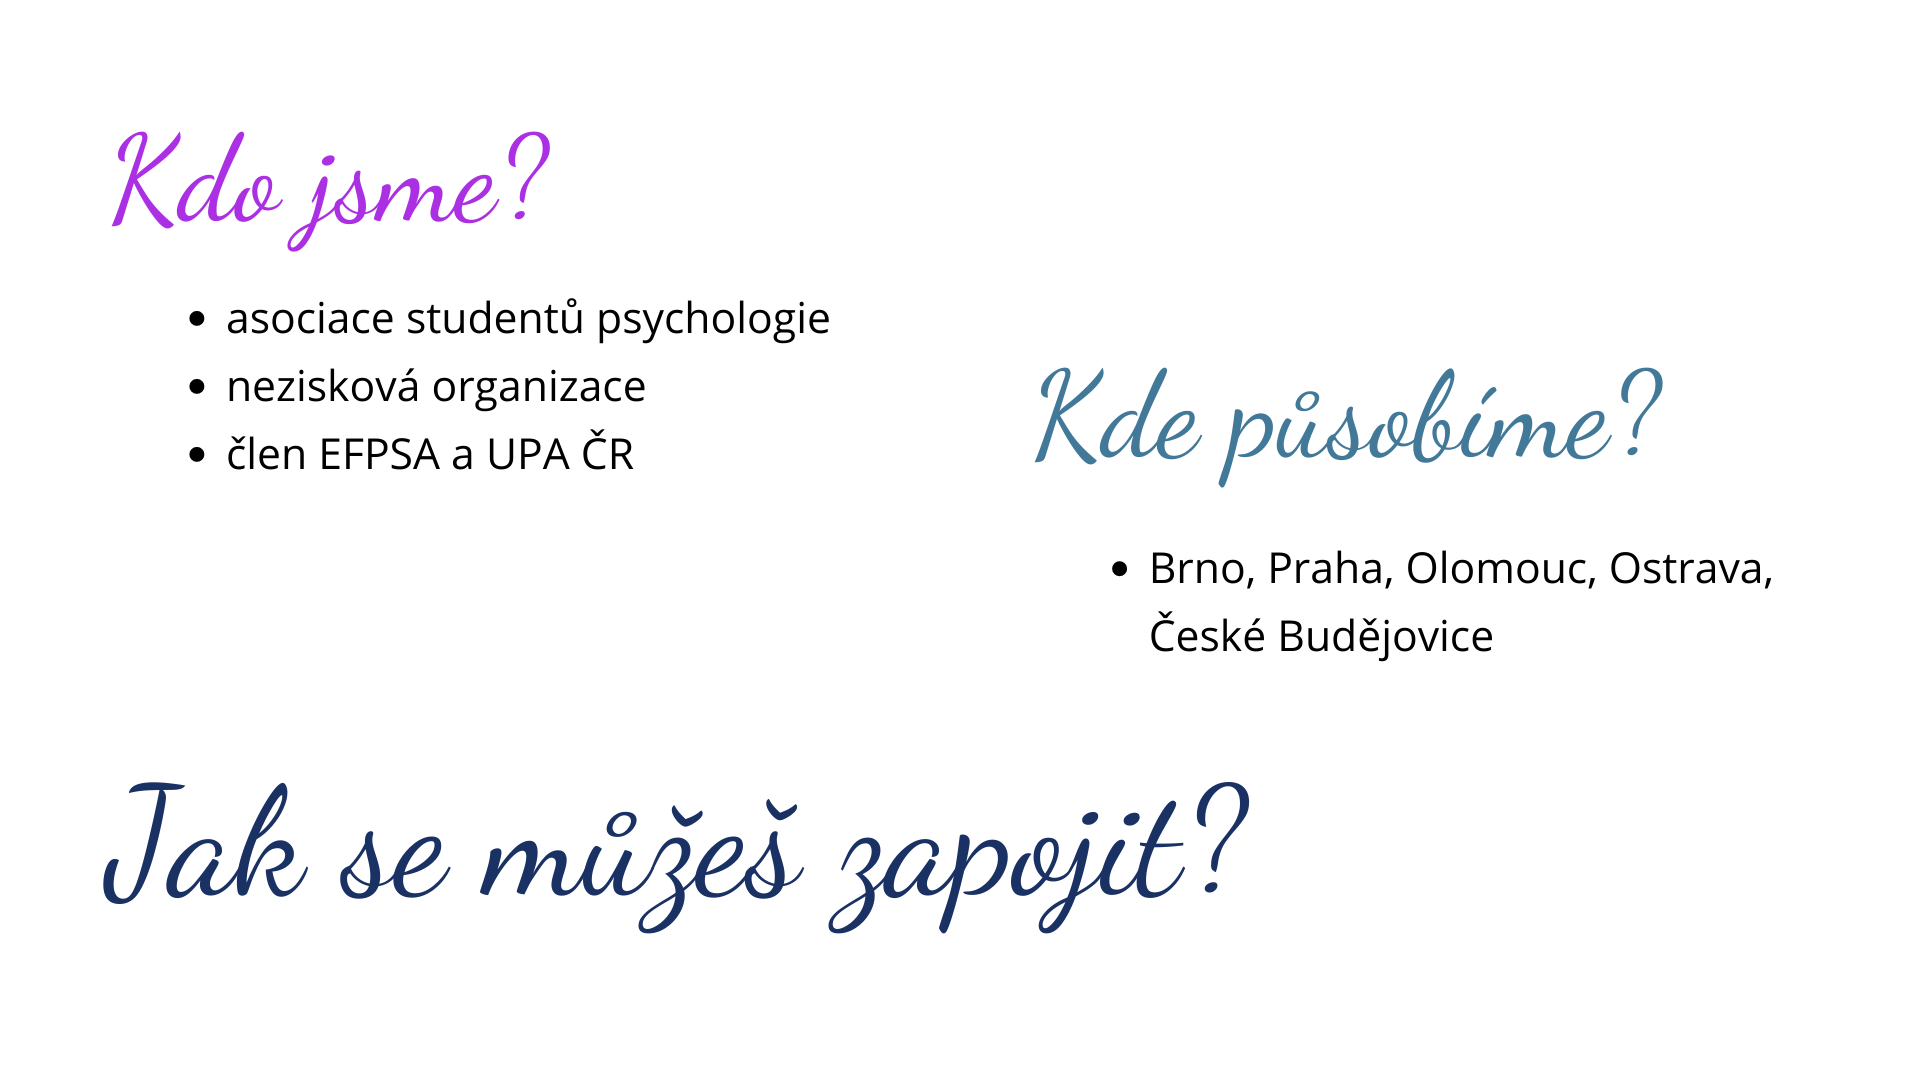 Kdo jsme?
• asociace studentů psychologie
• nezisková organizace
• člen EFPSA a UPA ČR
Kde působíme?
• Brno, Praha, Olomouc, Ostrava,
České Budějovice
Jak se můžeš zapojit?